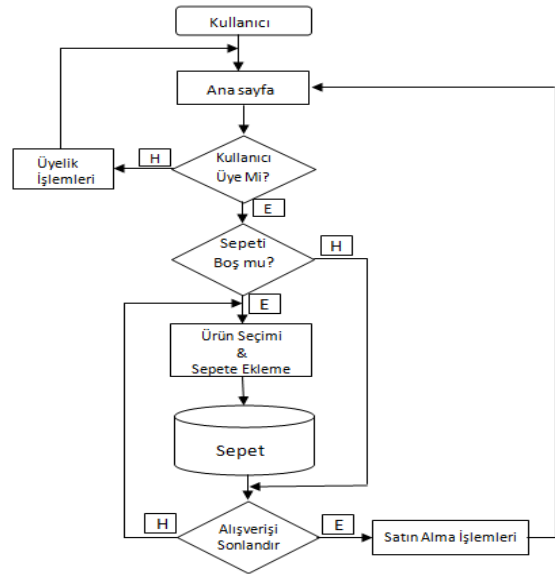 Kullanıcı
Ana sayfa
Kullanıcı
Üye Mi?
H
Üyelik
İşlemleri
E
Sepeti
Boş mu?
H
E
Ürün Seçimi
&
Sepete Ekleme
Sepet
Alışverişi
Sonlandır
H
E
Satın Alma İşlemleri